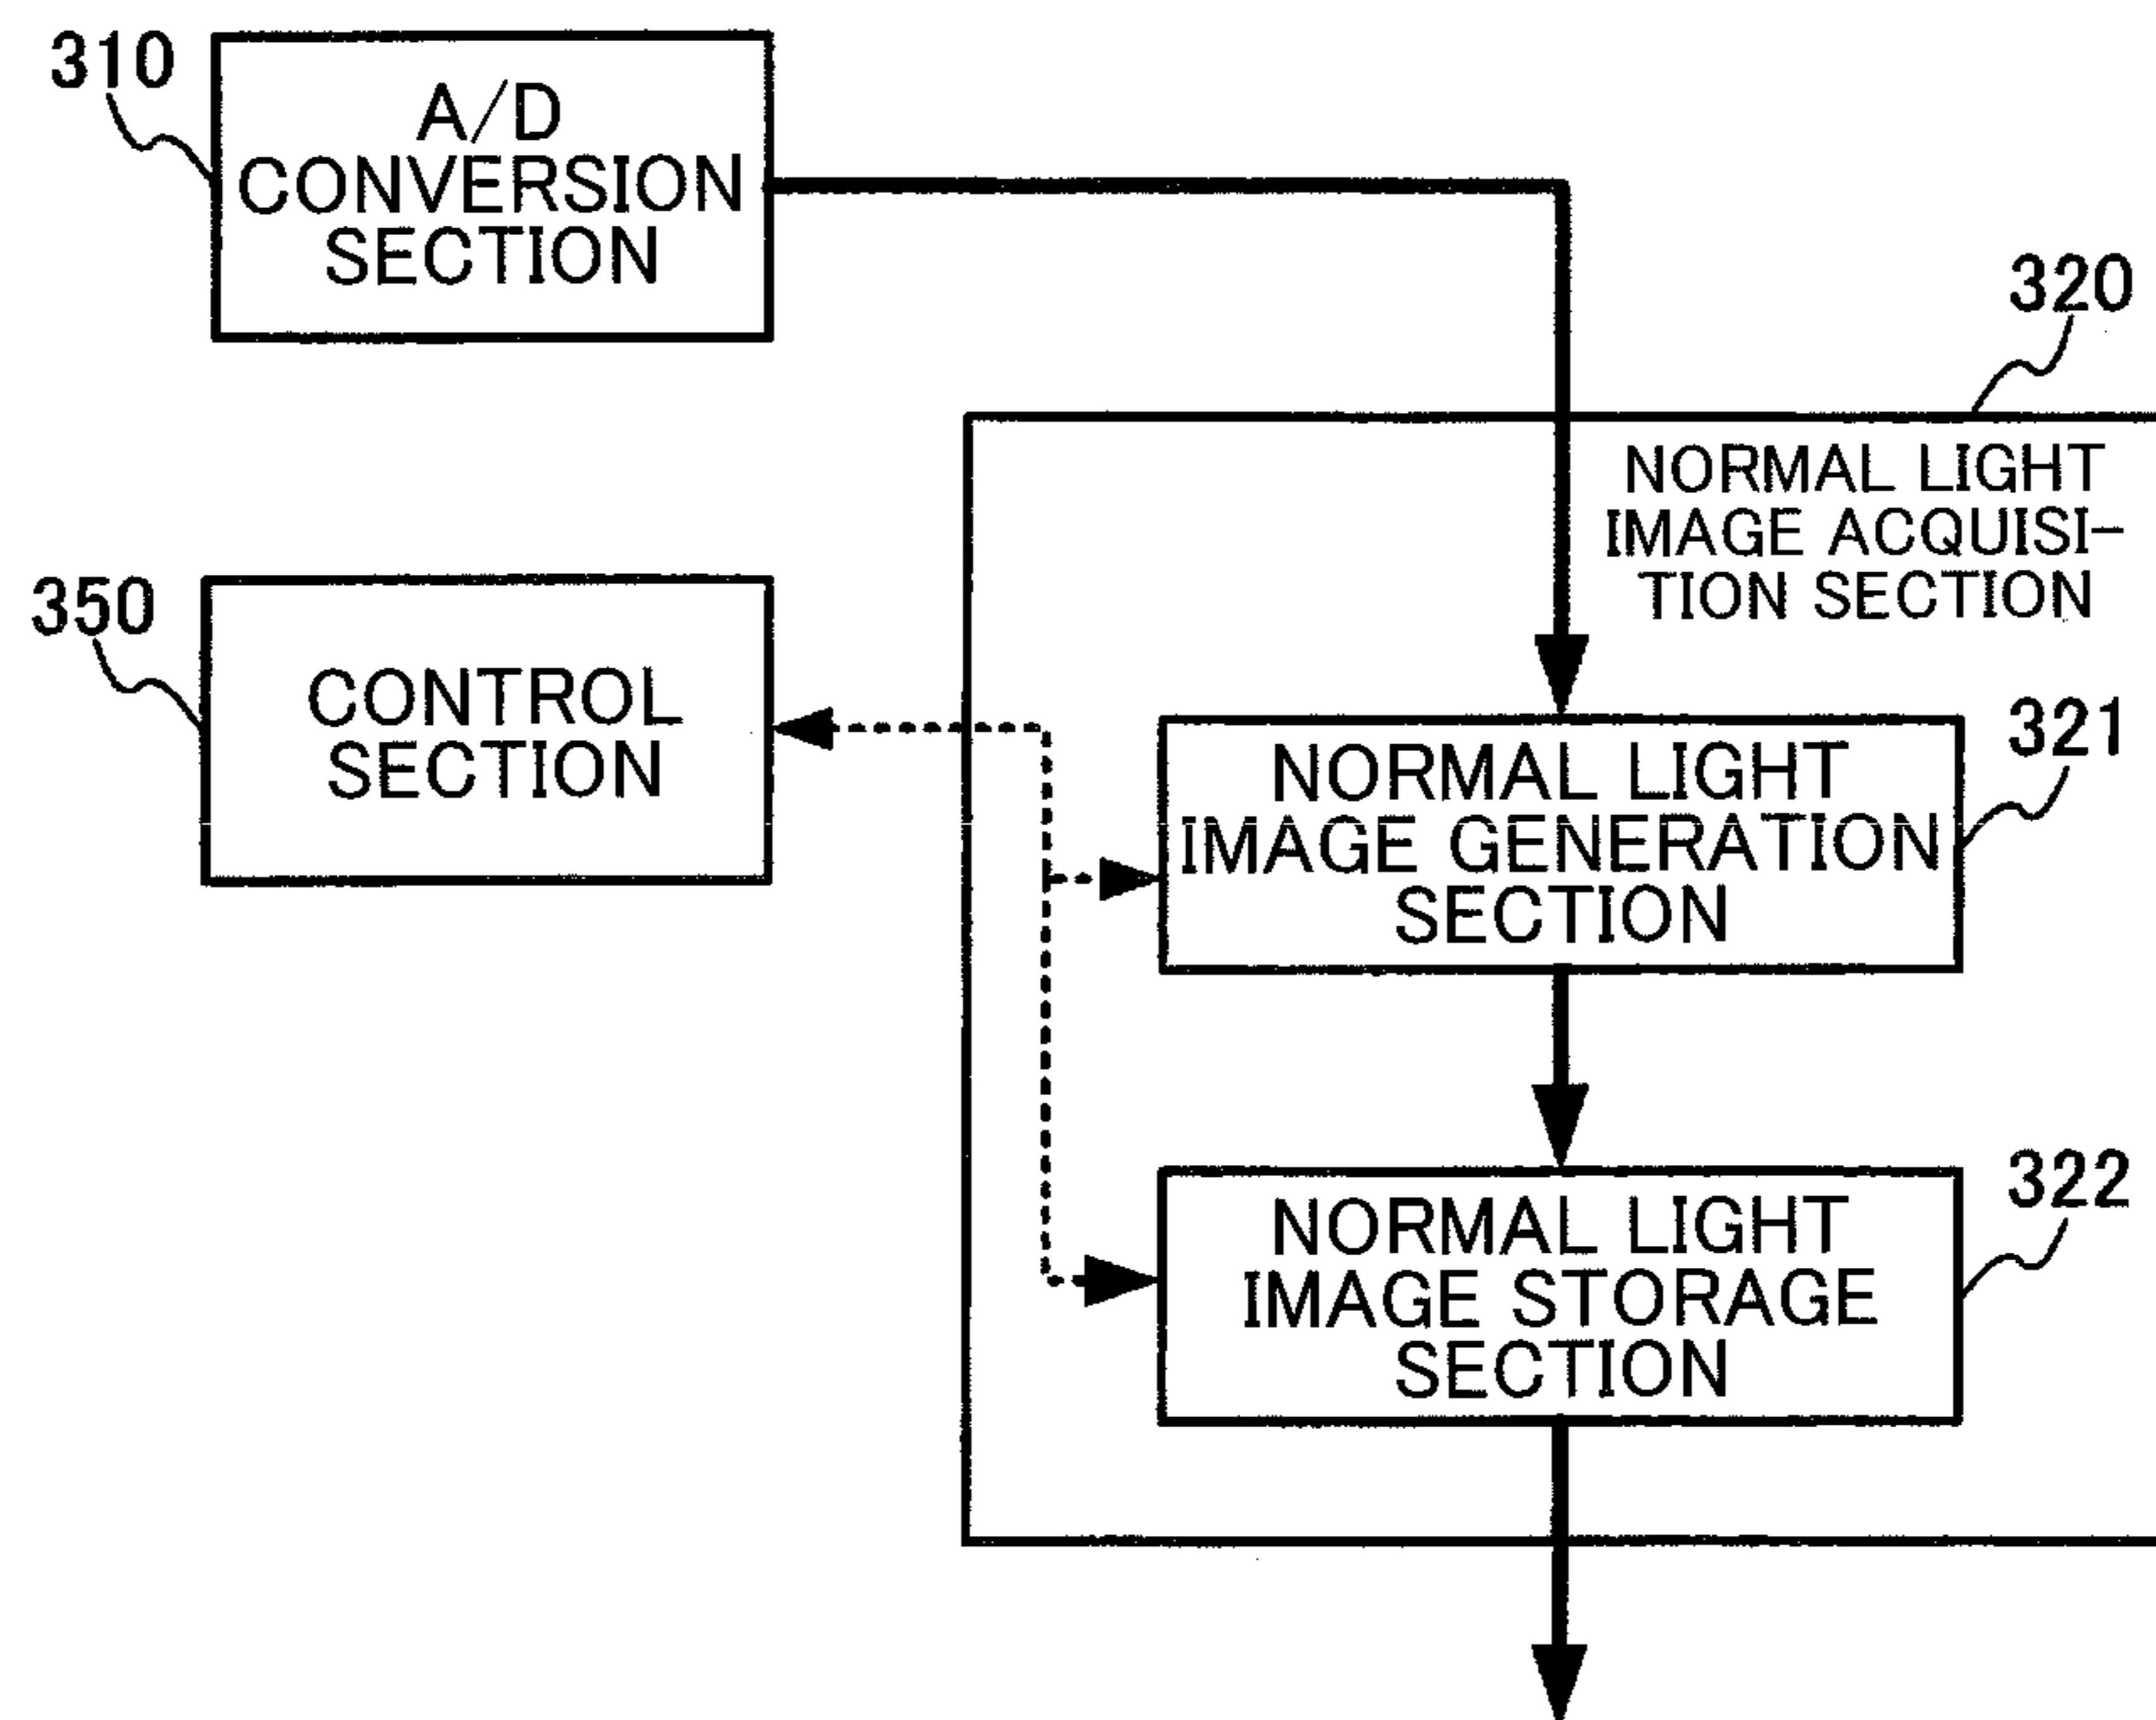 310
A/D
CONVERSION
SECTION
320
NORMAL LIGHT
IMAGE ACQUISI-
TION SECTION
350
CONTROL
SECTION
321
NORMAL LIGHT
IMAGE GENERATION
SECTION
322
NORMAL LIGHT
IMAGE STORAGE
SECTION